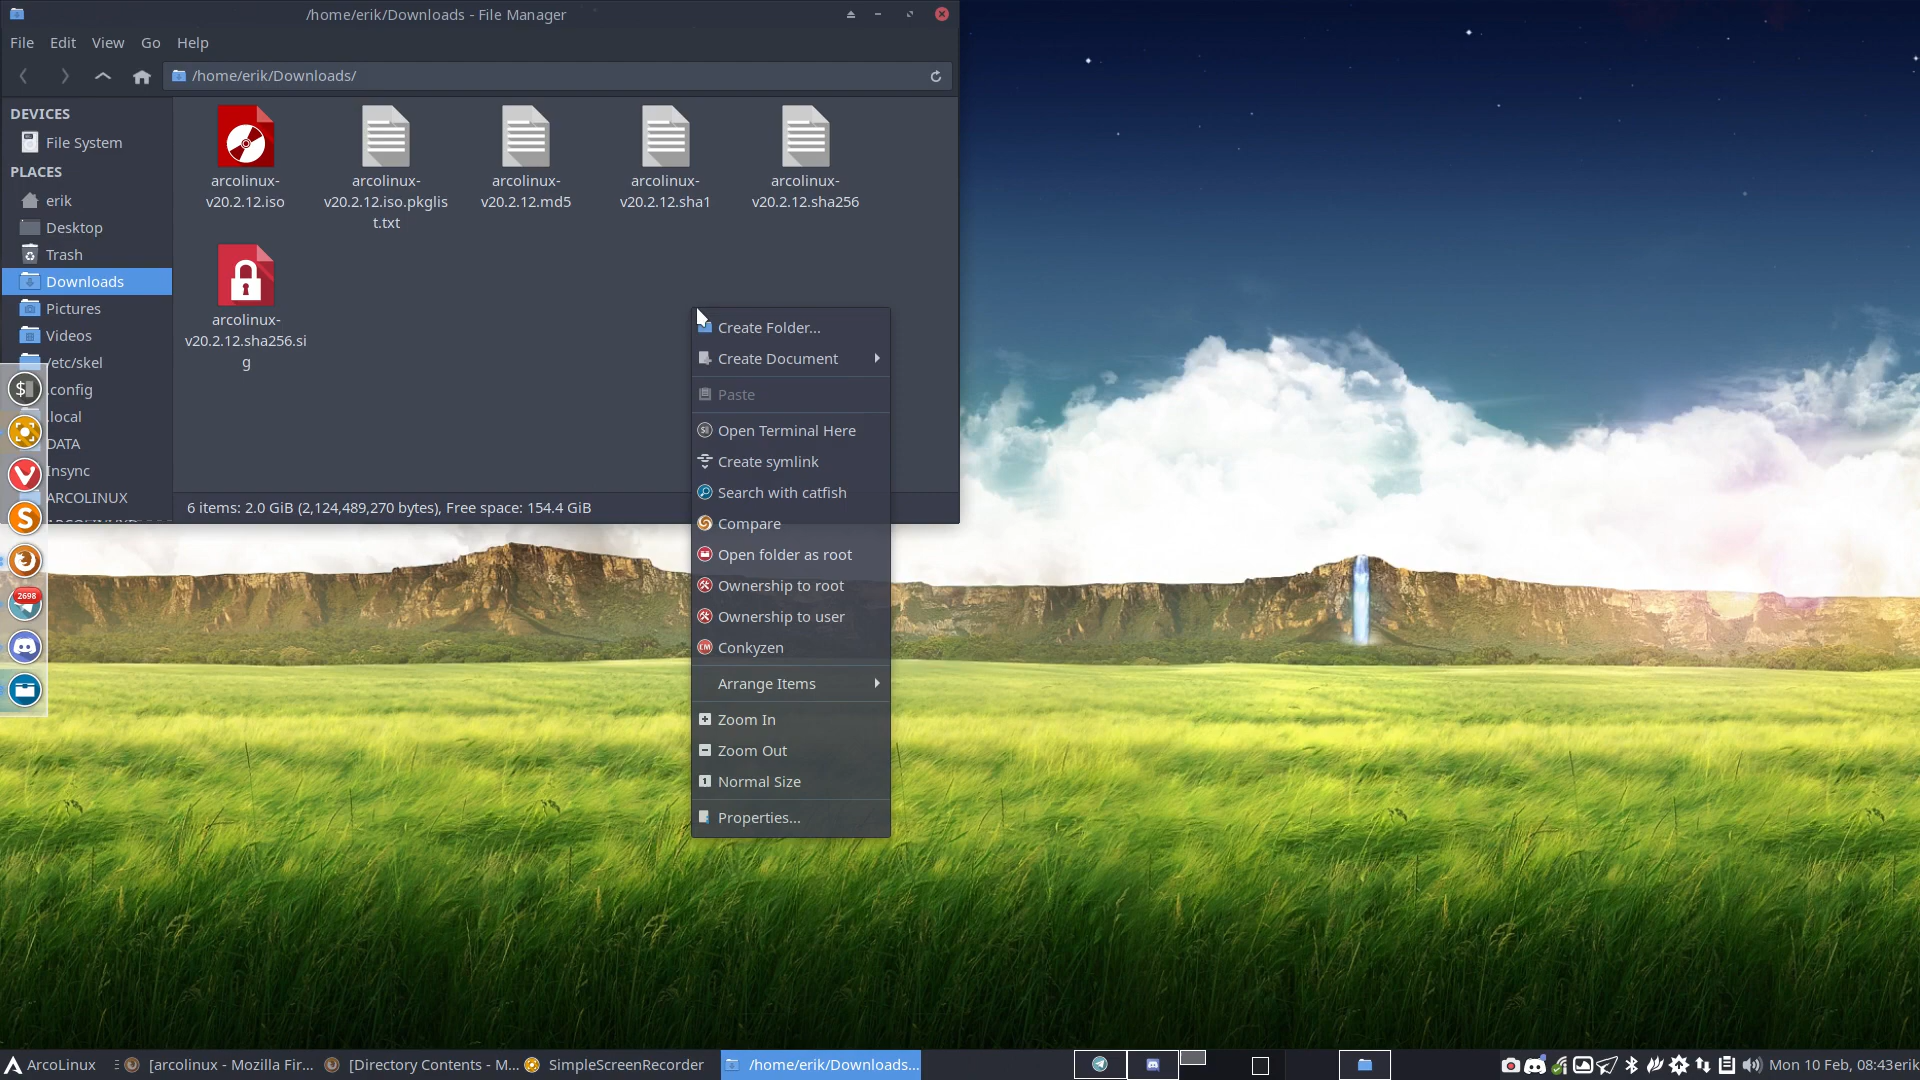 /home/erik/Downloads - File Manager
File Edit View Go Help
/home/erik/Downloads/
DEVICES
File System
PLACES
erik
Desktop
Trash
Downloads
Pictures
Videos
/etc/skel
.config
.local
DATA
Insync
ARCOLINUX
arcolinux-
v20.2.12.iso
arcolinux-
v20.2.12.iso.pkglis
t.txt
arcolinux-
v20.2.12.md5
arcolinux-
v20.2.12.sha1
arcolinux-
v20.2.12.sha256
arcolinux-
v20.2.12.sha256.si
g
6 items: 2.0 GiB (2,124,489,270 bytes), Free space: 154.4 GiB
Create Folder...
Create Document
Paste
Open Terminal Here
Create symlink
Search with catfish
Compare
Open folder as root
Ownership to root
Ownership to user
Conkyzen
Arrange Items
Zoom In
Zoom Out
Normal Size
Properties...
2698
ArcoLinux
[arcolinux - Mozilla Fir...
[Directory Contents - M...
SimpleScreenRecorder
/home/erik/Downloads...
Mon 10 Feb, 08:43
erik